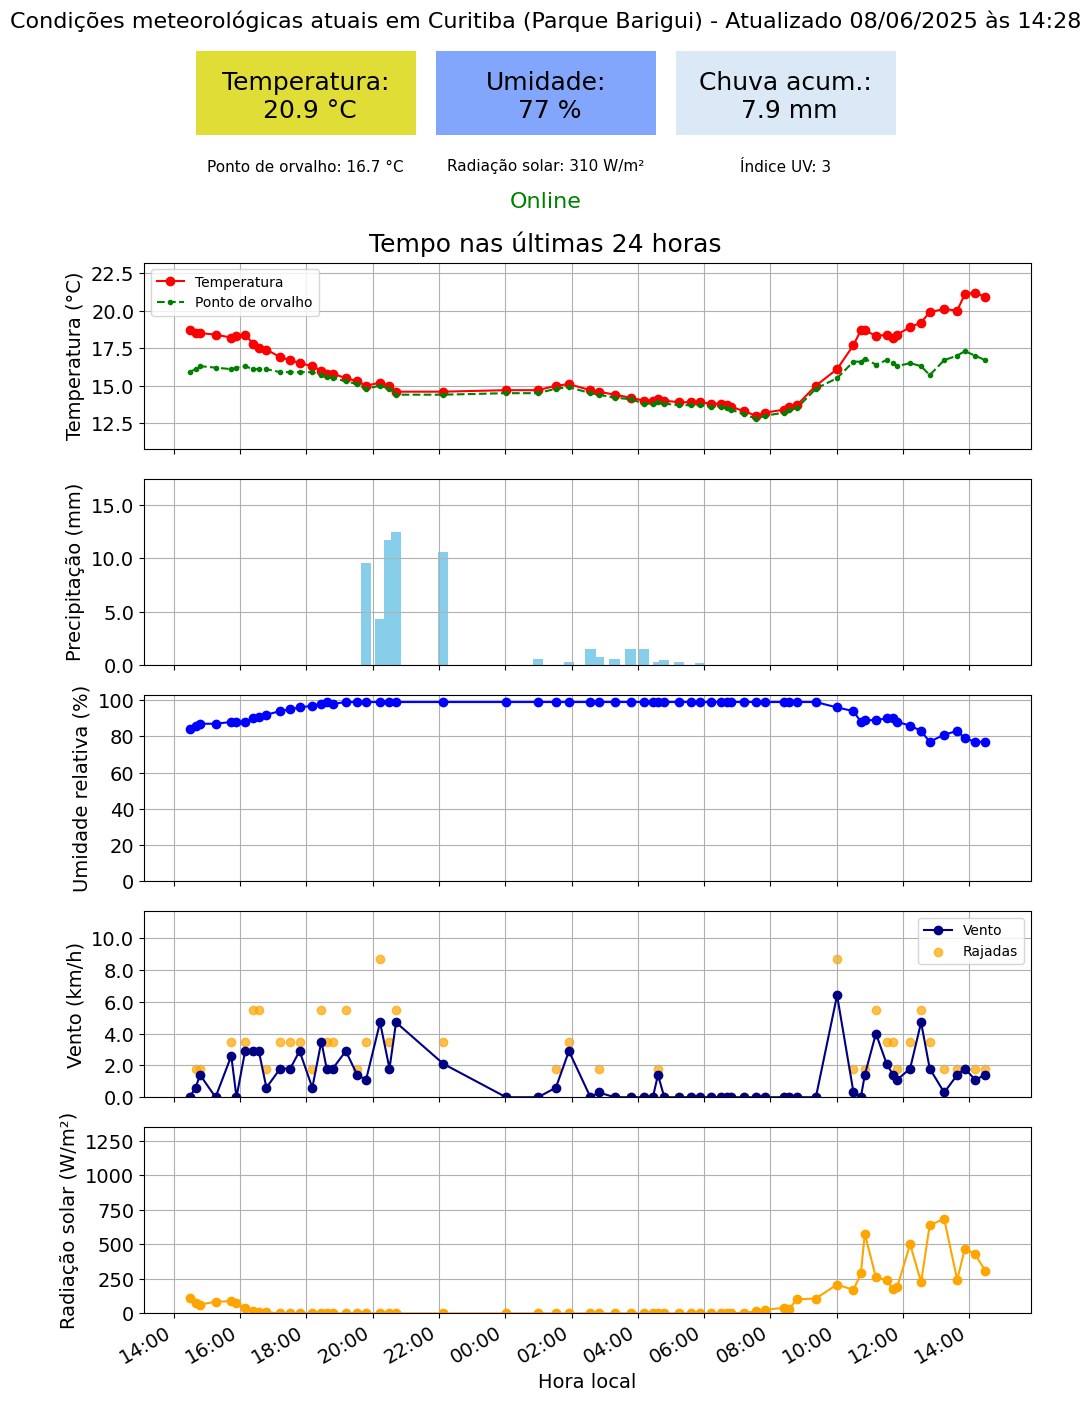 Condições meteorológicas atuais em Curitiba (Parque Barigui) - Atualizado 08/06/2025 às 14:28
Temperatura:
20.9 °C
Umidade:
77 %
Chuva acum.:
7.9 mm
Ponto de orvalho: 16.7 °C
Radiação solar: 310 W/m²
Índice UV: 3
Online
Tempo nas últimas 24 horas
Temperatura (°C)
22.5
20.0
17.5
15.0
12.5
Temperatura
Ponto de orvalho
Precipitação (mm)
15.0
10.0
5.0
0.0
Umidade relativa (%)
100
80
60
40
20
0
Vento (km/h)
10.0
8.0
6.0
4.0
2.0
0.0
Vento
Rajadas
Radiação solar (W/m²)
1250
1000
750
500
250
0
14:00
16:00
18:00
20:00
22:00
00:00
02:00
04:00
06:00
08:00
10:00
12:00
14:00
Hora local